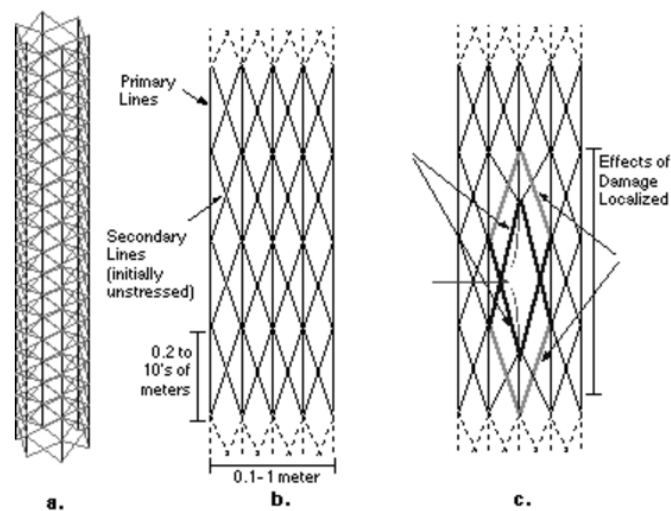 Primary
Lines
Secondary
Lines
(initially
unstressed)
0.2 to
10's of
meters
0.1-1 meter
Effects of
Damage
Localized
a.
b.
c.